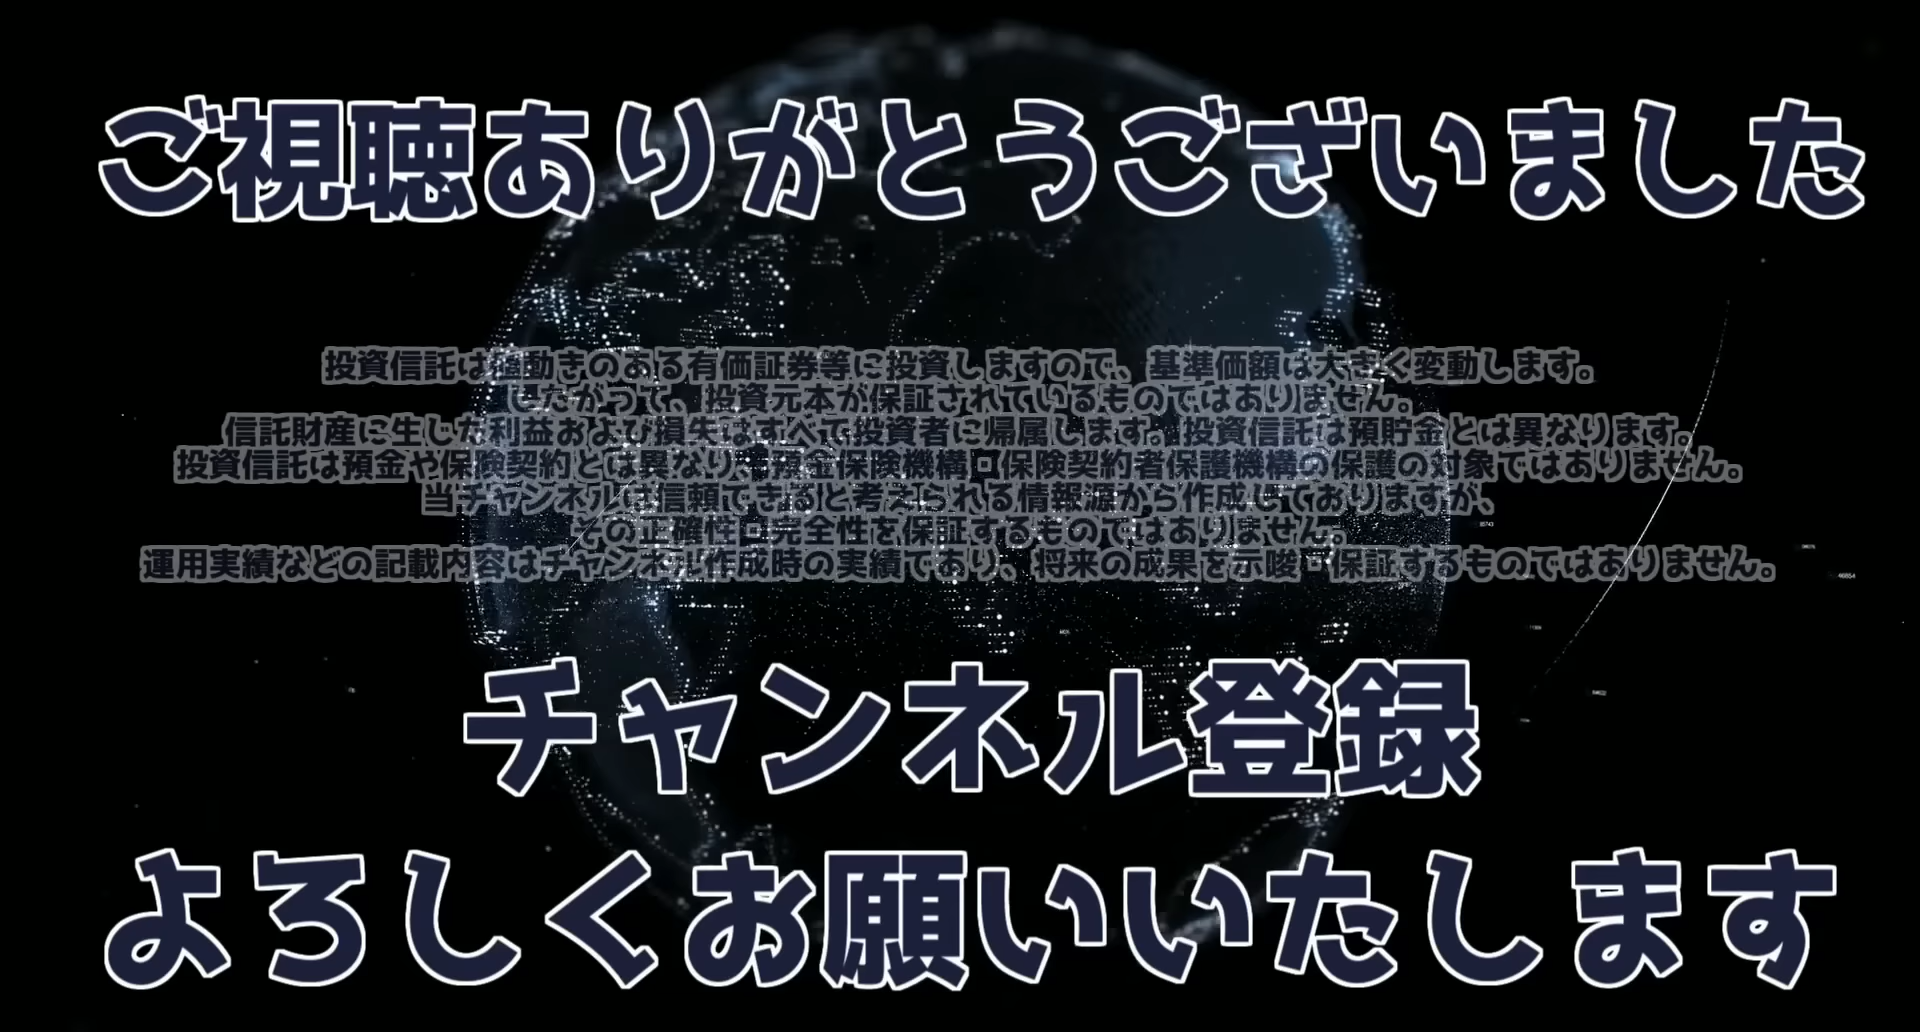 ご視聴ありがとうございました
投資信託は値動きのある有価証券等に投資しますので、基準価額は大きく変動します。
したがって、投資元本が保証されているものではありません。
信託財産に生じた利益および損失はすべて投資者に帰属します。投資信託は預貯金とは異なります。
投資信託は預金や保険契約とは異なり、預金保険機構・保険契約者保護機構の保護の対象ではありません。
当チャンネルは信頼できると考えられる情報源から作成しておりますが、
その正確性・完全性を保証するものではありません。
運用実績などの記載内容はチャンネル作成時の実績であり、将来の成果を示唆・保証するものではありません。
チャンネル登録
よろしくお願いいたします